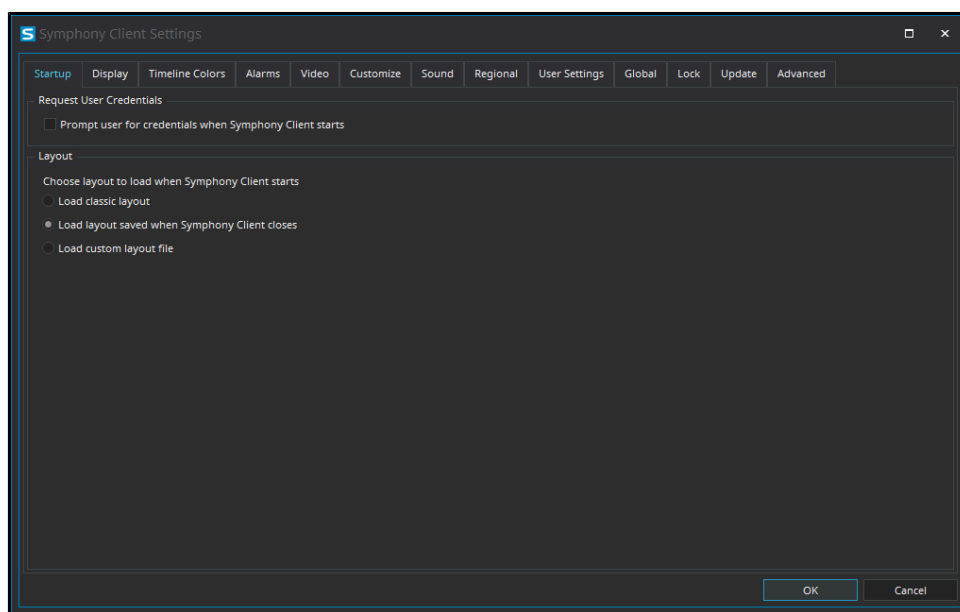 S Symphony Client Settings
Startup Display Timeline Colors Alarms Video Customize Sound Regional User Settings Global Lock Update Advanced
Request User Credentials
Prompt user for credentials when Symphony Client starts
Layout
Choose layout to load when Symphony Client starts
Load classic layout
Load layout saved when Symphony Client closes
Load custom layout file
OK Cancel